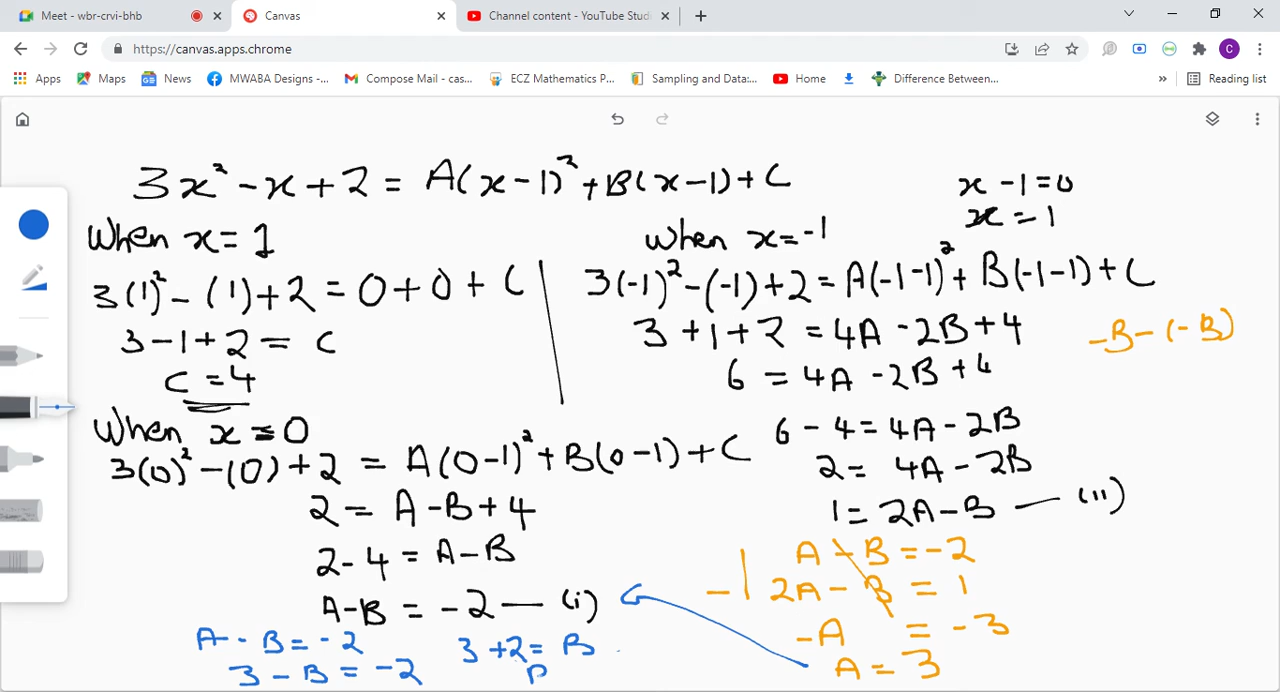 Meet - wbr-crvi-bhb
Canvas
Channel content - YouTube Stud
https://canvas.apps.chrome
Apps
Maps
News
MWABA Designs -...
Compose Mail - cas...
ECZ Mathematics P...
Sampling and Data:...
Home
Difference Between...
»
Reading list
3x² - x + 2 = A(x-1)² + B(x-1) + C
x - 1 = 0
x = 1
When x = 1
3(1)² - (1) + 2 = 0 + 0 + C
3 - 1 + 2 = C
C = 4
When x = 0
3(0)² - (0) + 2 = A(0-1)² + B(0-1) + C
2 = A - B + 4
2 - 4 = A - B
A - B = -2 — (i)
A - B = -2
3 - B = -2
3 + 2 = B
When x = -1
3(-1)² - (-1) + 2 = A(-1-1)² + B(-1-1) + C
3 + 1 + 2 = 4A - 2B + 4
6 = 4A - 2B + 4
6 - 4 = 4A - 2B
2 = 4A - 2B
1 = 2A - B — (ii)
-B - (-B)
A - B = -2
- | 2A - B = 1
-A = -3
A = 3